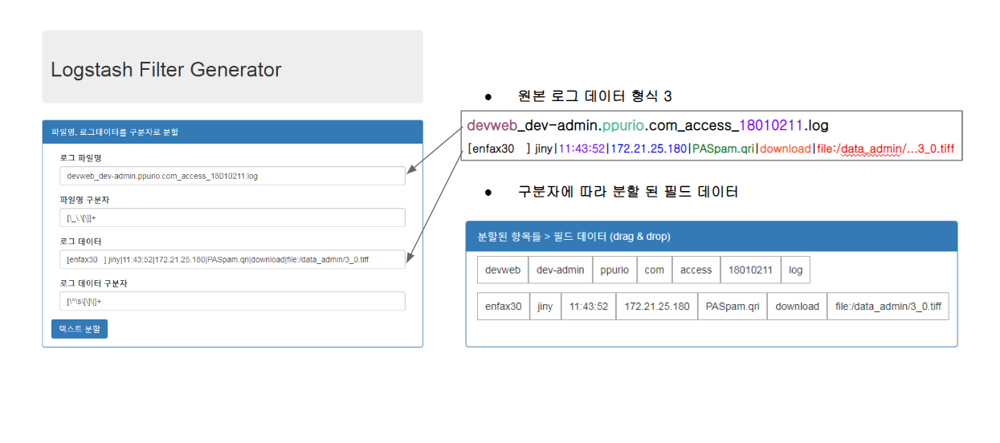 Logstash Filter Generator
파일명, 로그데이터를 구분자로 분할
로그 파일명
devweb_dev-admin.ppurio.com_access_18010211.log
파일명 구분자
[\_\.\[\]]+
로그 데이터
[enfax30 ] jiny|11:43:52|172.21.25.180|PASpam.qri|download|file:/data_admin/3_0.tiff
로그 데이터 구분자
[\^\s\[\]\|]+
텍스트 분할
● 원본 로그 데이터 형식 3
devweb_dev-admin.ppurio.com_access_18010211.log
[enfax30 ] jiny|11:43:52|172.21.25.180|PASpam.qri|download|file:/data_admin/...3_0.tiff
● 구분자에 따라 분할 된 필드 데이터
분할된 항목들 > 필드 데이터 (drag & drop)
devweb dev-admin ppurio com access 18010211 log
enfax30 jiny 11:43:52 172.21.25.180 PASpam.qri download file:/data_admin/3_0.tiff